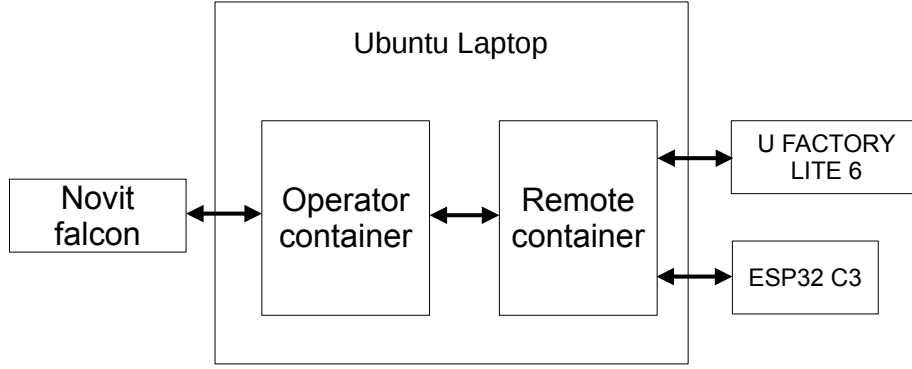 Ubuntu Laptop
Novit
falcon
Operator
container
Remote
container
U FACTORY
LITE 6
ESP32 C3